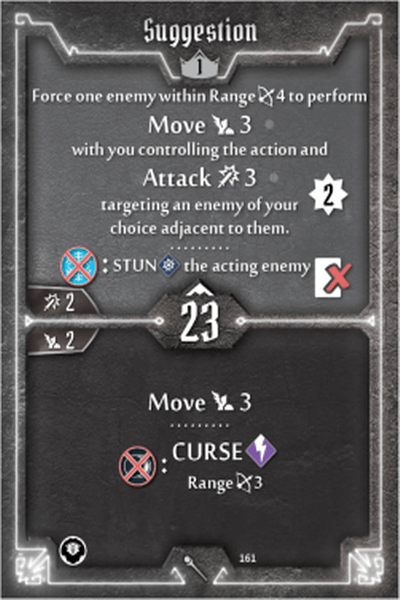 Suggestion
1
Force one enemy within Range 4 to perform
Move 3
with you controlling the action and
Attack 3
2
targeting an enemy of your
choice adjacent to them.
: STUN the acting enemy
2
23
2
Move 3
: CURSE
Range 3
161